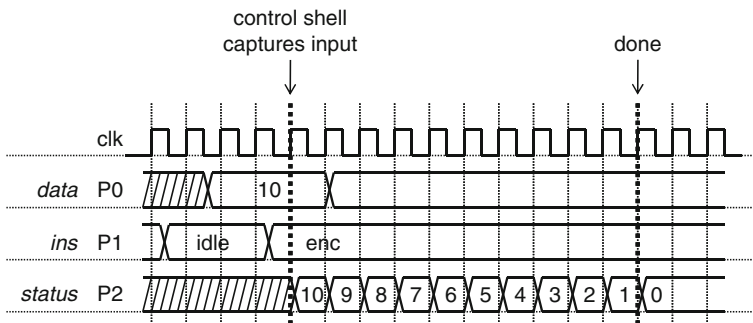 control shell
captures input
done
clk
data P0 10
ins P1 idle enc
status P2 10 9 8 7 6 5 4 3 2 1 0